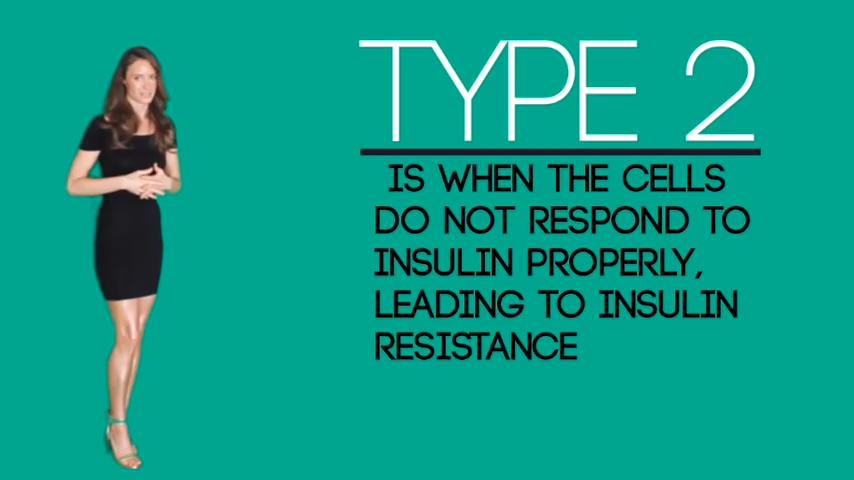 TYPE 2
IS WHEN THE CELLS
DO NOT RESPOND TO
INSULIN PROPERLY,
LEADING TO INSULIN
RESISTANCE